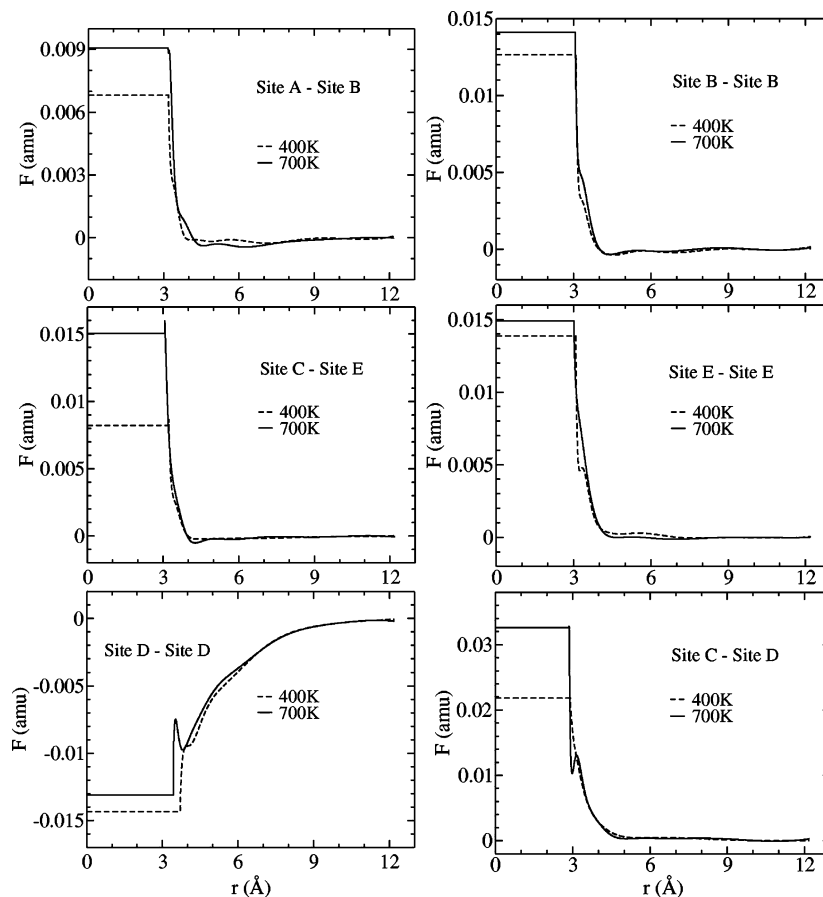 0.009
0.006
0.003
0
F (amu)
Site A - Site B
400K
700K
0 3 6 9 12
0.015
0.01
0.005
0
F (amu)
Site B - Site B
400K
700K
0 3 6 9 12
0.015
0.01
0.005
0
F (amu)
Site C - Site E
400K
700K
0 3 6 9 12
0.015
0.01
0.005
0
F (amu)
Site E - Site E
400K
700K
0 3 6 9 12
0
-0.005
-0.01
-0.015
F (amu)
Site D - Site D
400K
700K
0 3 6 9 12
r (Å)
0.03
0.02
0.01
0
F (amu)
Site C - Site D
400K
700K
0 3 6 9 12
r (Å)